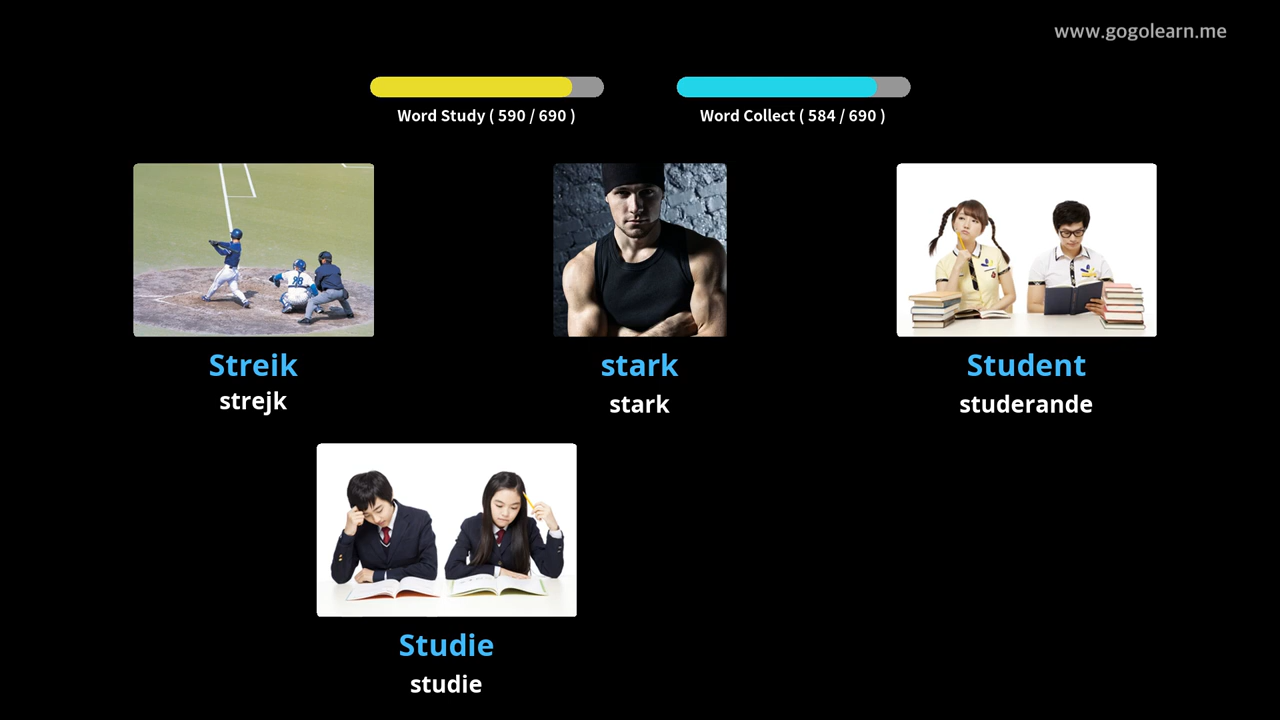 www.gogolearn.me
Word Study ( 590 / 690 )
Word Collect ( 584 / 690 )
Streik
strejk
stark
stark
Student
studerande
Studie
studie